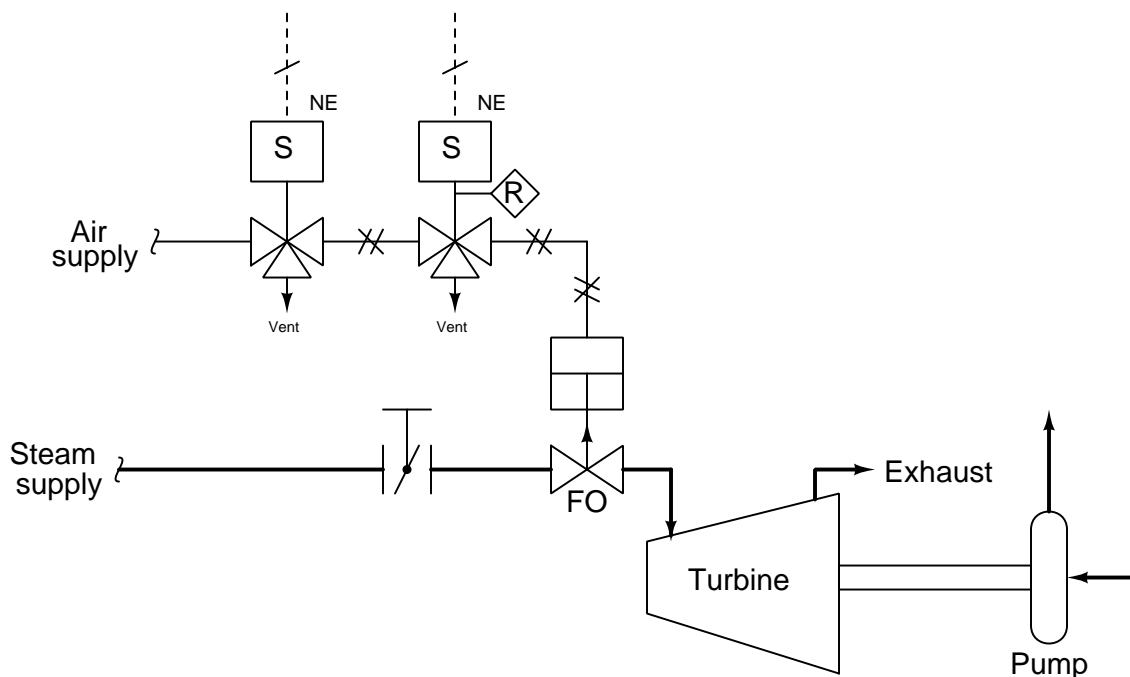 NE
NE
S
S
R
Air
supply
Vent
Vent
Steam
supply
FO
Exhaust
Turbine
Pump